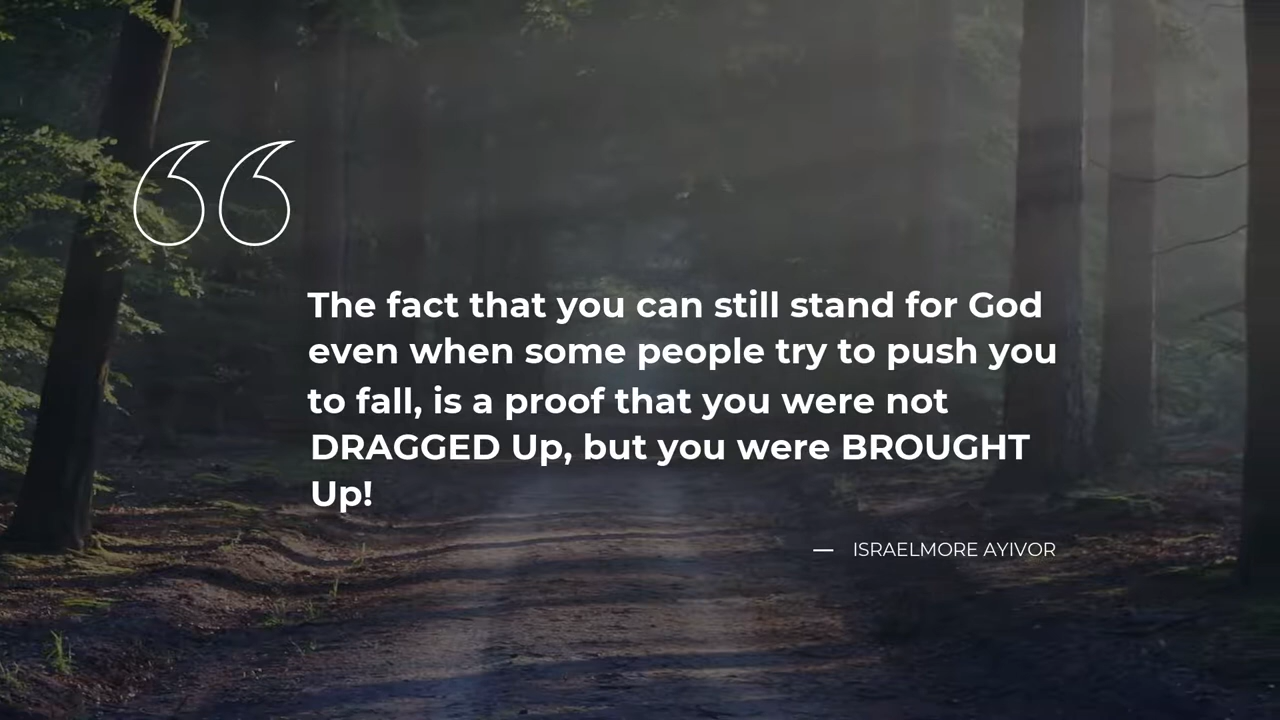 The fact that you can still stand for God
even when some people try to push you
to fall, is a proof that you were not
DRAGGED Up, but you were BROUGHT
Up!
— ISRAELMORE AYIVOR